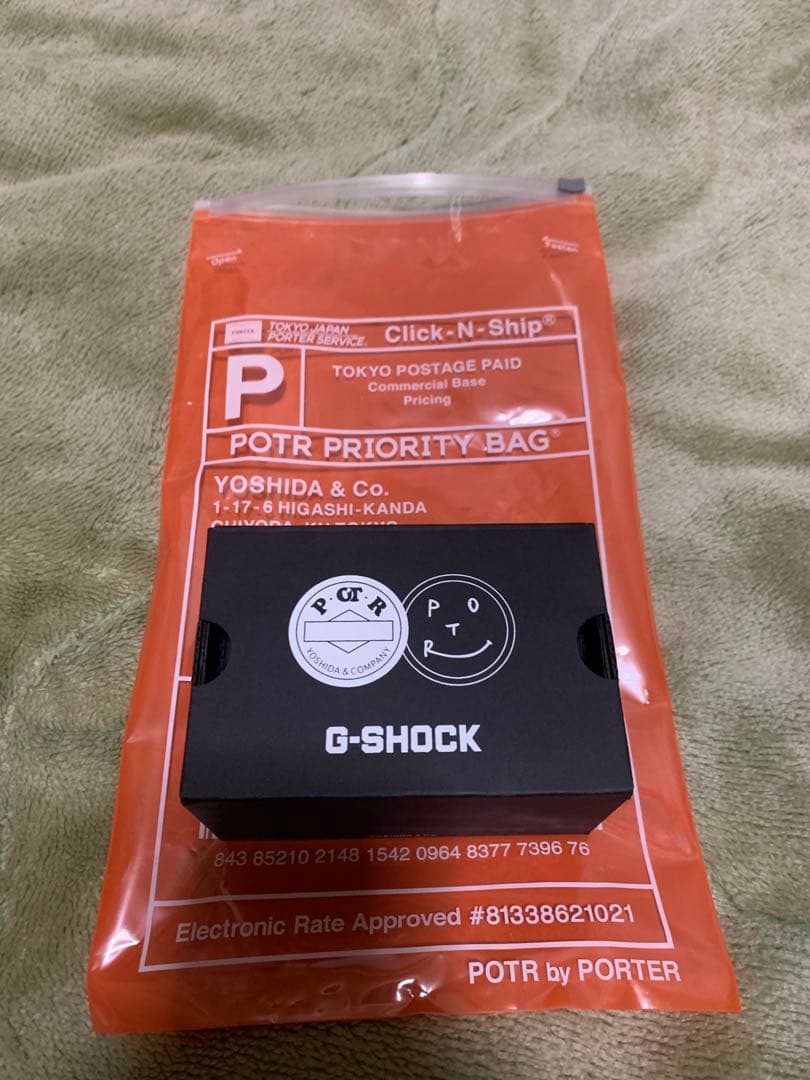 Open
Fasten
TOKYO JAPAN
PORTER SERVICE.
Click-N-Ship®
P
TOKYO POSTAGE PAID
Commercial Base
Pricing
POTR PRIORITY BAG®
YOSHIDA & Co.
1-17-6 HIGASHI-KANDA
P·OT·R
YOSHIDA & COMPANY
P O
T
R
G-SHOCK
843 85210 2148 1542 0964 8377 7396 76
Electronic Rate Approved #81338621021
POTR by PORTER